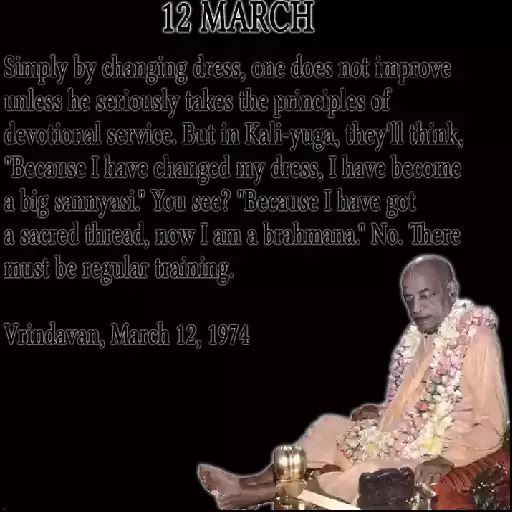 12 MARCH
Simply by changing dress, one does not improve
unless he seriously takes the principles of
devotional service. But in Kali-yuga, they'll think,
"Because I have changed my dress, I have become
a big sannyasi." You see? "Because I have got
a sacred thread, now I am a brahmana." No. There
must be regular training.
Vrindavan, March 12, 1974